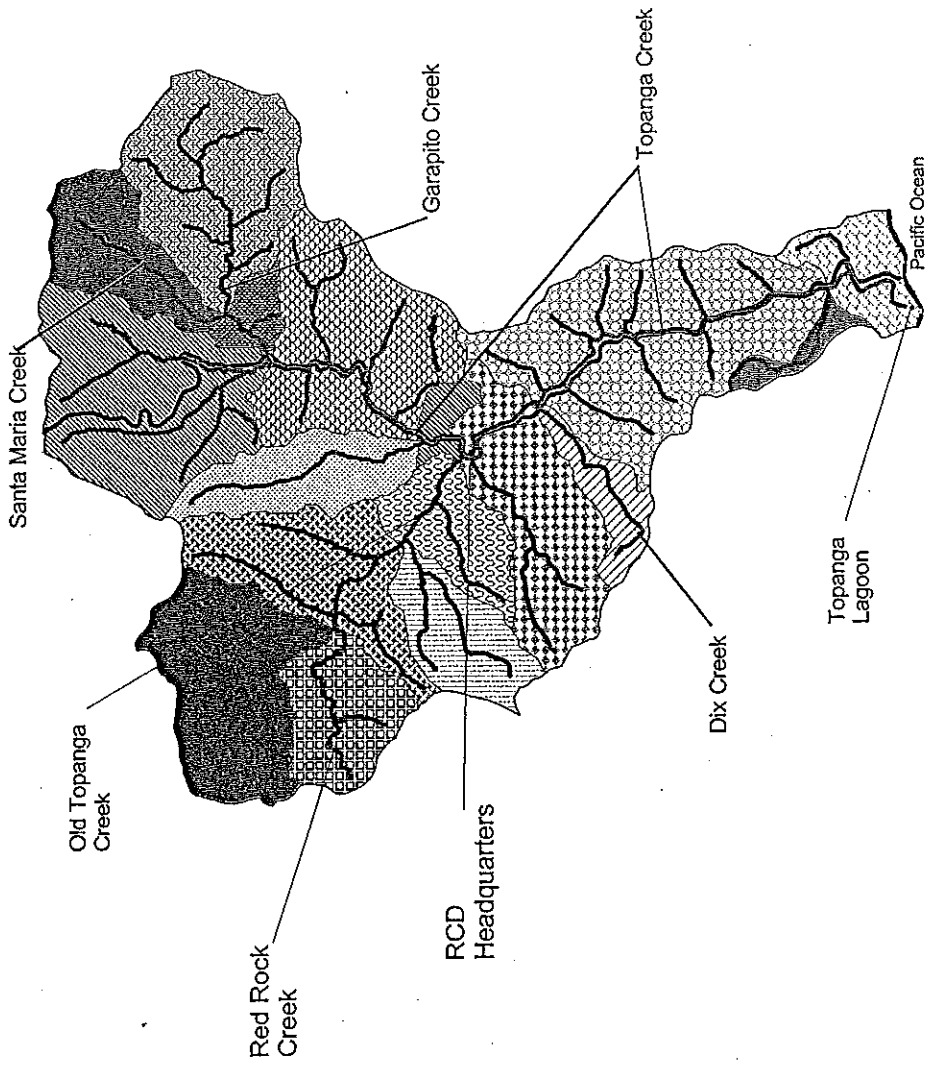 Santa Maria Creek
Garapito Creek
Topanga Creek
Old Topanga
Creek
Red Rock
Creek
RCD
Headquarters
Dix Creek
Topanga
Lagoon
Pacific Ocean